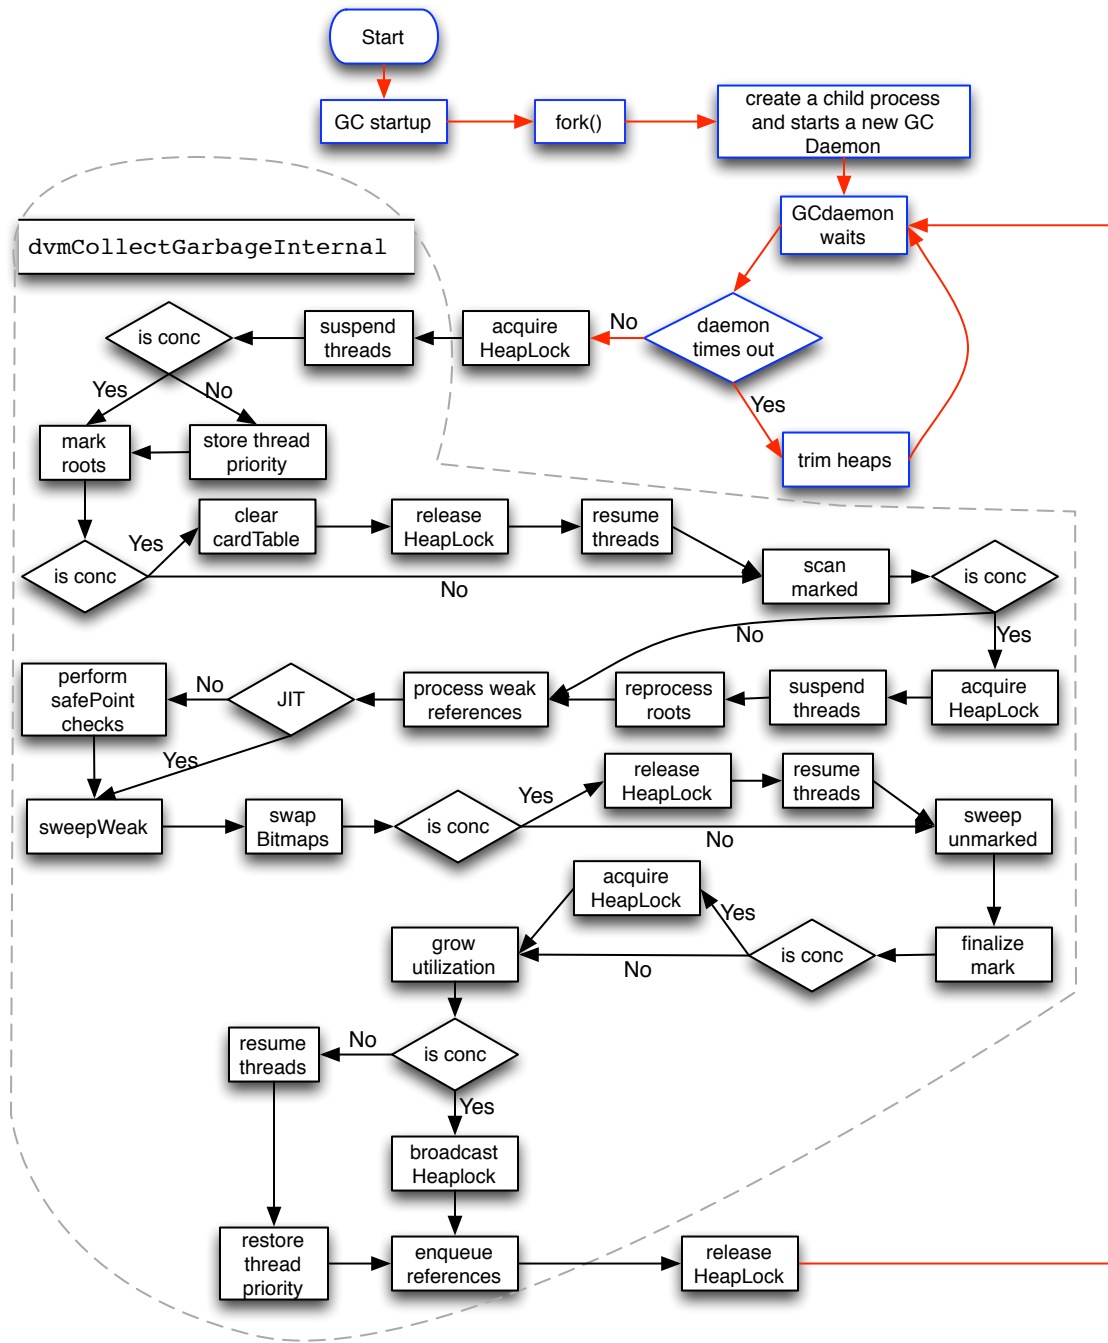 Start
GC startup
fork()
create a child process
and starts a new GC
Daemon
GCdaemon
waits
dvmCollectGarbageInternal
is conc
suspend
threads
acquire
HeapLock
No
daemon
times out
Yes
No
Yes
mark
roots
store thread
priority
trim heaps
is conc
Yes
clear
cardTable
release
HeapLock
resume
threads
No
scan
marked
is conc
No
Yes
perform
safePoint
checks
No
JIT
Yes
process weak
references
reprocess
roots
suspend
threads
acquire
HeapLock
sweepWeak
swap
Bitmaps
is conc
Yes
release
HeapLock
resume
threads
No
sweep
unmarked
acquire
HeapLock
Yes
grow
utilization
No
is conc
finalize
mark
resume
threads
No
is conc
Yes
broadcast
Heaplock
restore
thread
priority
enqueue
references
release
HeapLock